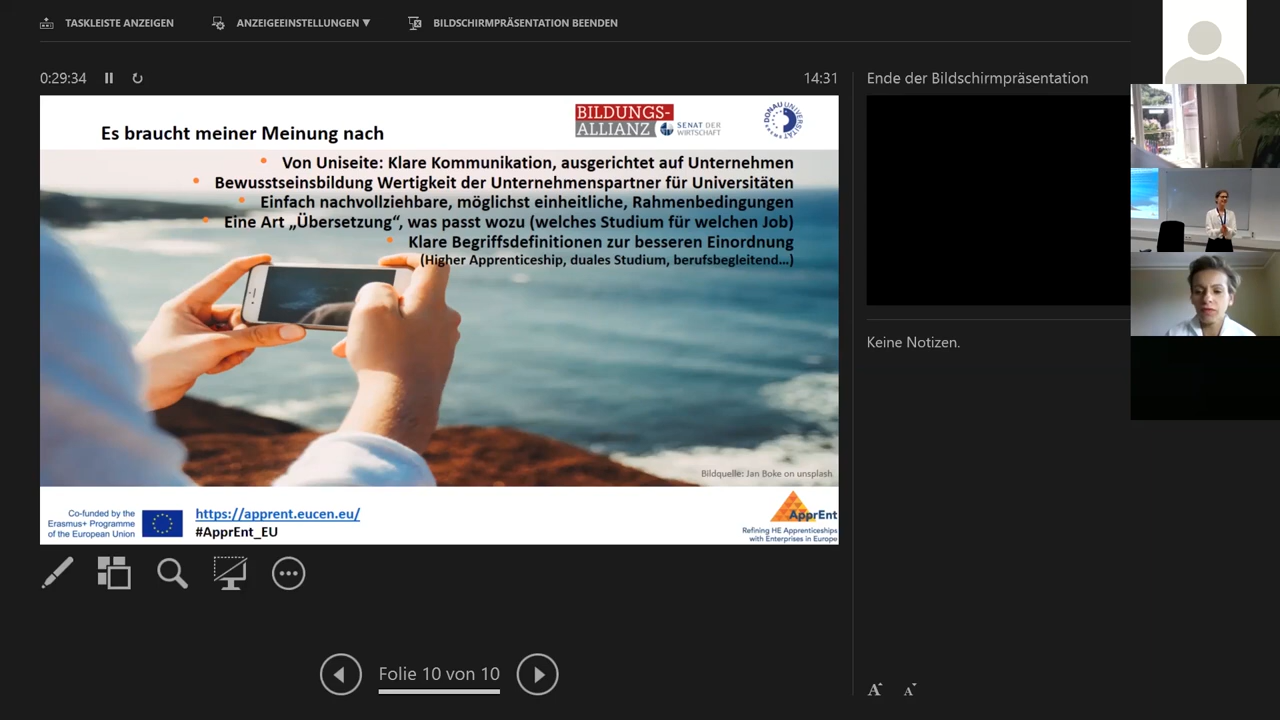 TASKLEISTE ANZEIGEN
ANZEIGEEINSTELLUNGEN ▼
BILDSCHIRMPRÄSENTATION BEENDEN
0:29:34
14:31
Ende der Bildschirmpräsentation
Es braucht meiner Meinung nach
BILDUNGS-
ALLIANZ
SENAT DER
WIRTSCHAFT
DONAU UNIVERSITÄT
• Von Uniseite: Klare Kommunikation, ausgerichtet auf Unternehmen
• Bewusstseinsbildung Wertigkeit der Unternehmenspartner für Universitäten
• Einfach nachvollziehbare, möglichst einheitliche, Rahmenbedingungen
• Eine Art „Übersetzung“, was passt wozu (welches Studium für welchen Job)
• Klare Begriffsdefinitionen zur besseren Einordnung
(Higher Apprenticeship, duales Studium, berufsbegleitend…)
Bildquelle: Jan Boke on unsplash
Co-funded by the
Erasmus+ Programme
of the European Union
https://apprent.eucen.eu/
#ApprEnt_EU
ApprEnt
Refining HE Apprenticeships
with Enterprises in Europe
Keine Notizen.
Folie 10 von 10
A A